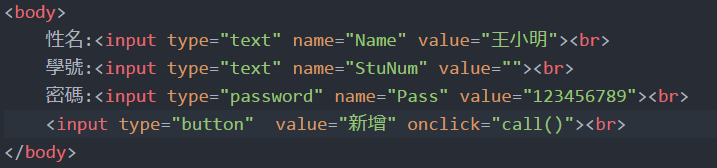 <body>
性名:<input type="text" name="Name" value="王小明"><br>
學號:<input type="text" name="StuNum" value=""><br>
密碼:<input type="password" name="Pass" value="123456789"><br>
<input type="button"  value="新增" onclick="call()"><br>
</body>